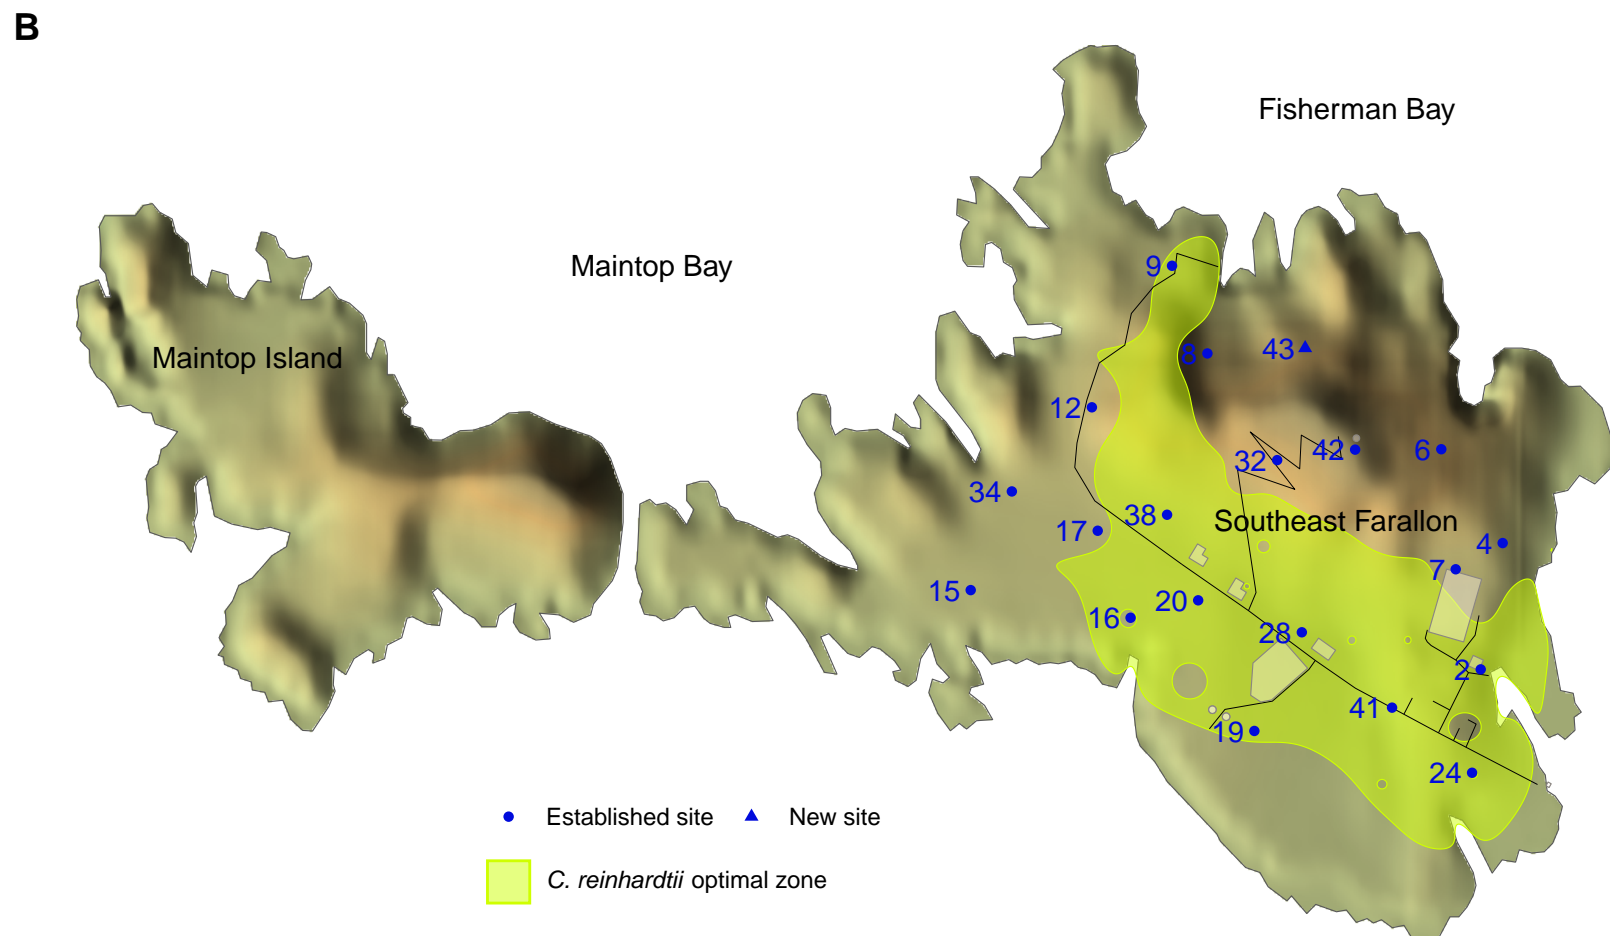 B
Fisherman Bay
Maintop Bay
9
Maintop Island
8
43
12
32
42
6
34
38
Southeast Farallon
17
4
7
15
20
16
28
2
41
19
24
Established site
New site
C. reinhardtii optimal zone